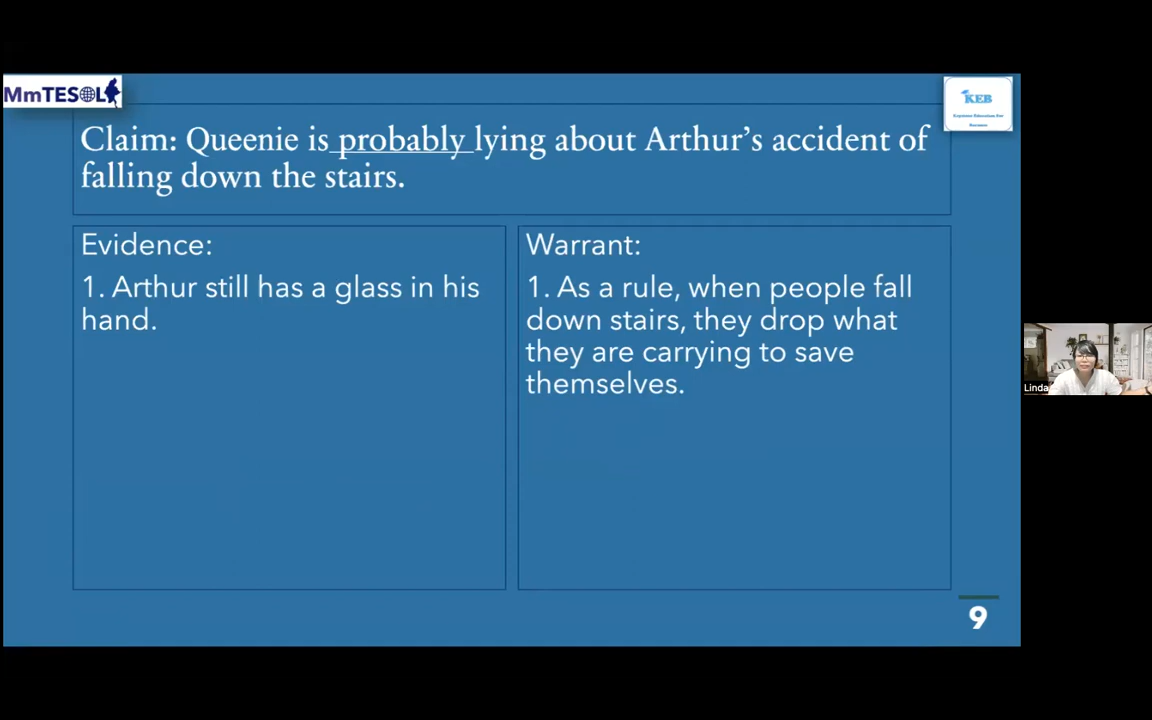 MmTESOL
KEB
Claim: Queenie is probably lying about Arthur's accident of
falling down the stairs.
Evidence:
1. Arthur still has a glass in his
hand.
Warrant:
1. As a rule, when people fall
down stairs, they drop what
they are carrying to save
themselves.
Linda
9